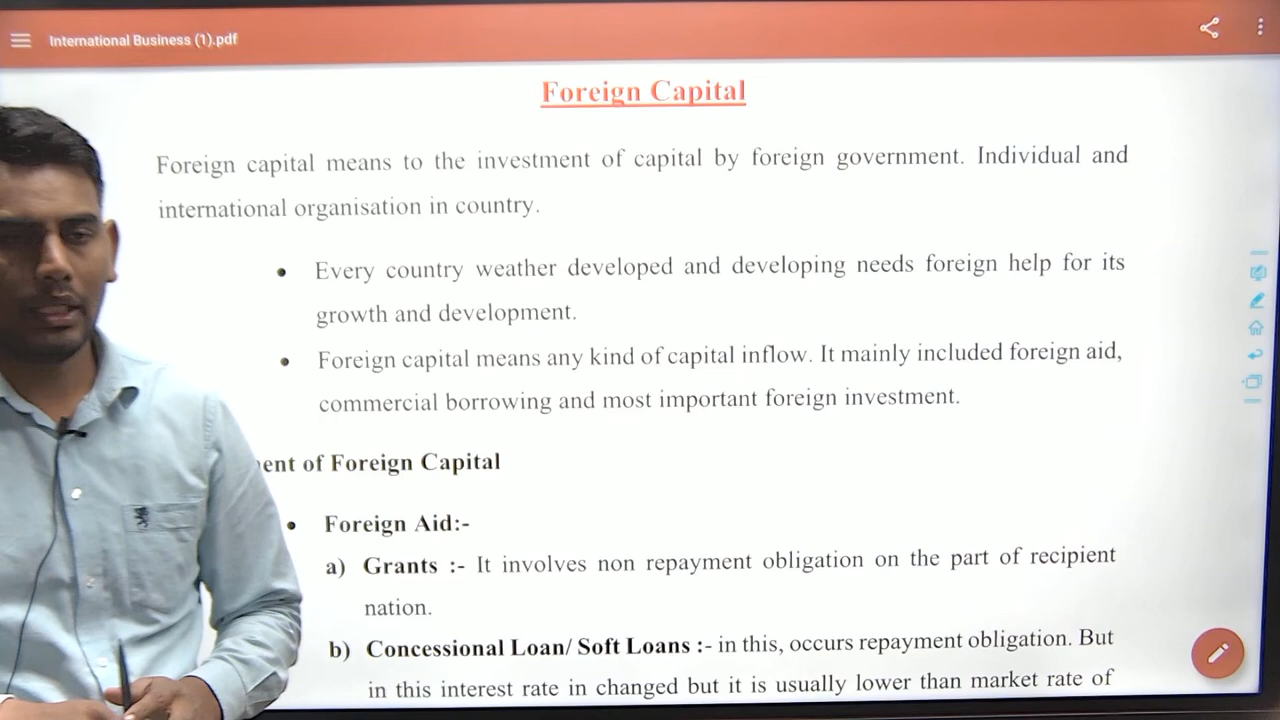 International Business (1).pdf
Foreign Capital
Foreign capital means to the investment of capital by foreign government. Individual and
international organisation in country.
Every country weather developed and developing needs foreign help for its
growth and development.
Foreign capital means any kind of capital inflow. It mainly included foreign aid,
commercial borrowing and most important foreign investment.
of Foreign Capital
Foreign Aid:-
a) Grants :- It involves non repayment obligation on the part of recipient
nation.
b) Concessional Loan/ Soft Loans :- in this, occurs repayment obligation. But
in this interest rate in changed but it is usually lower than market rate of